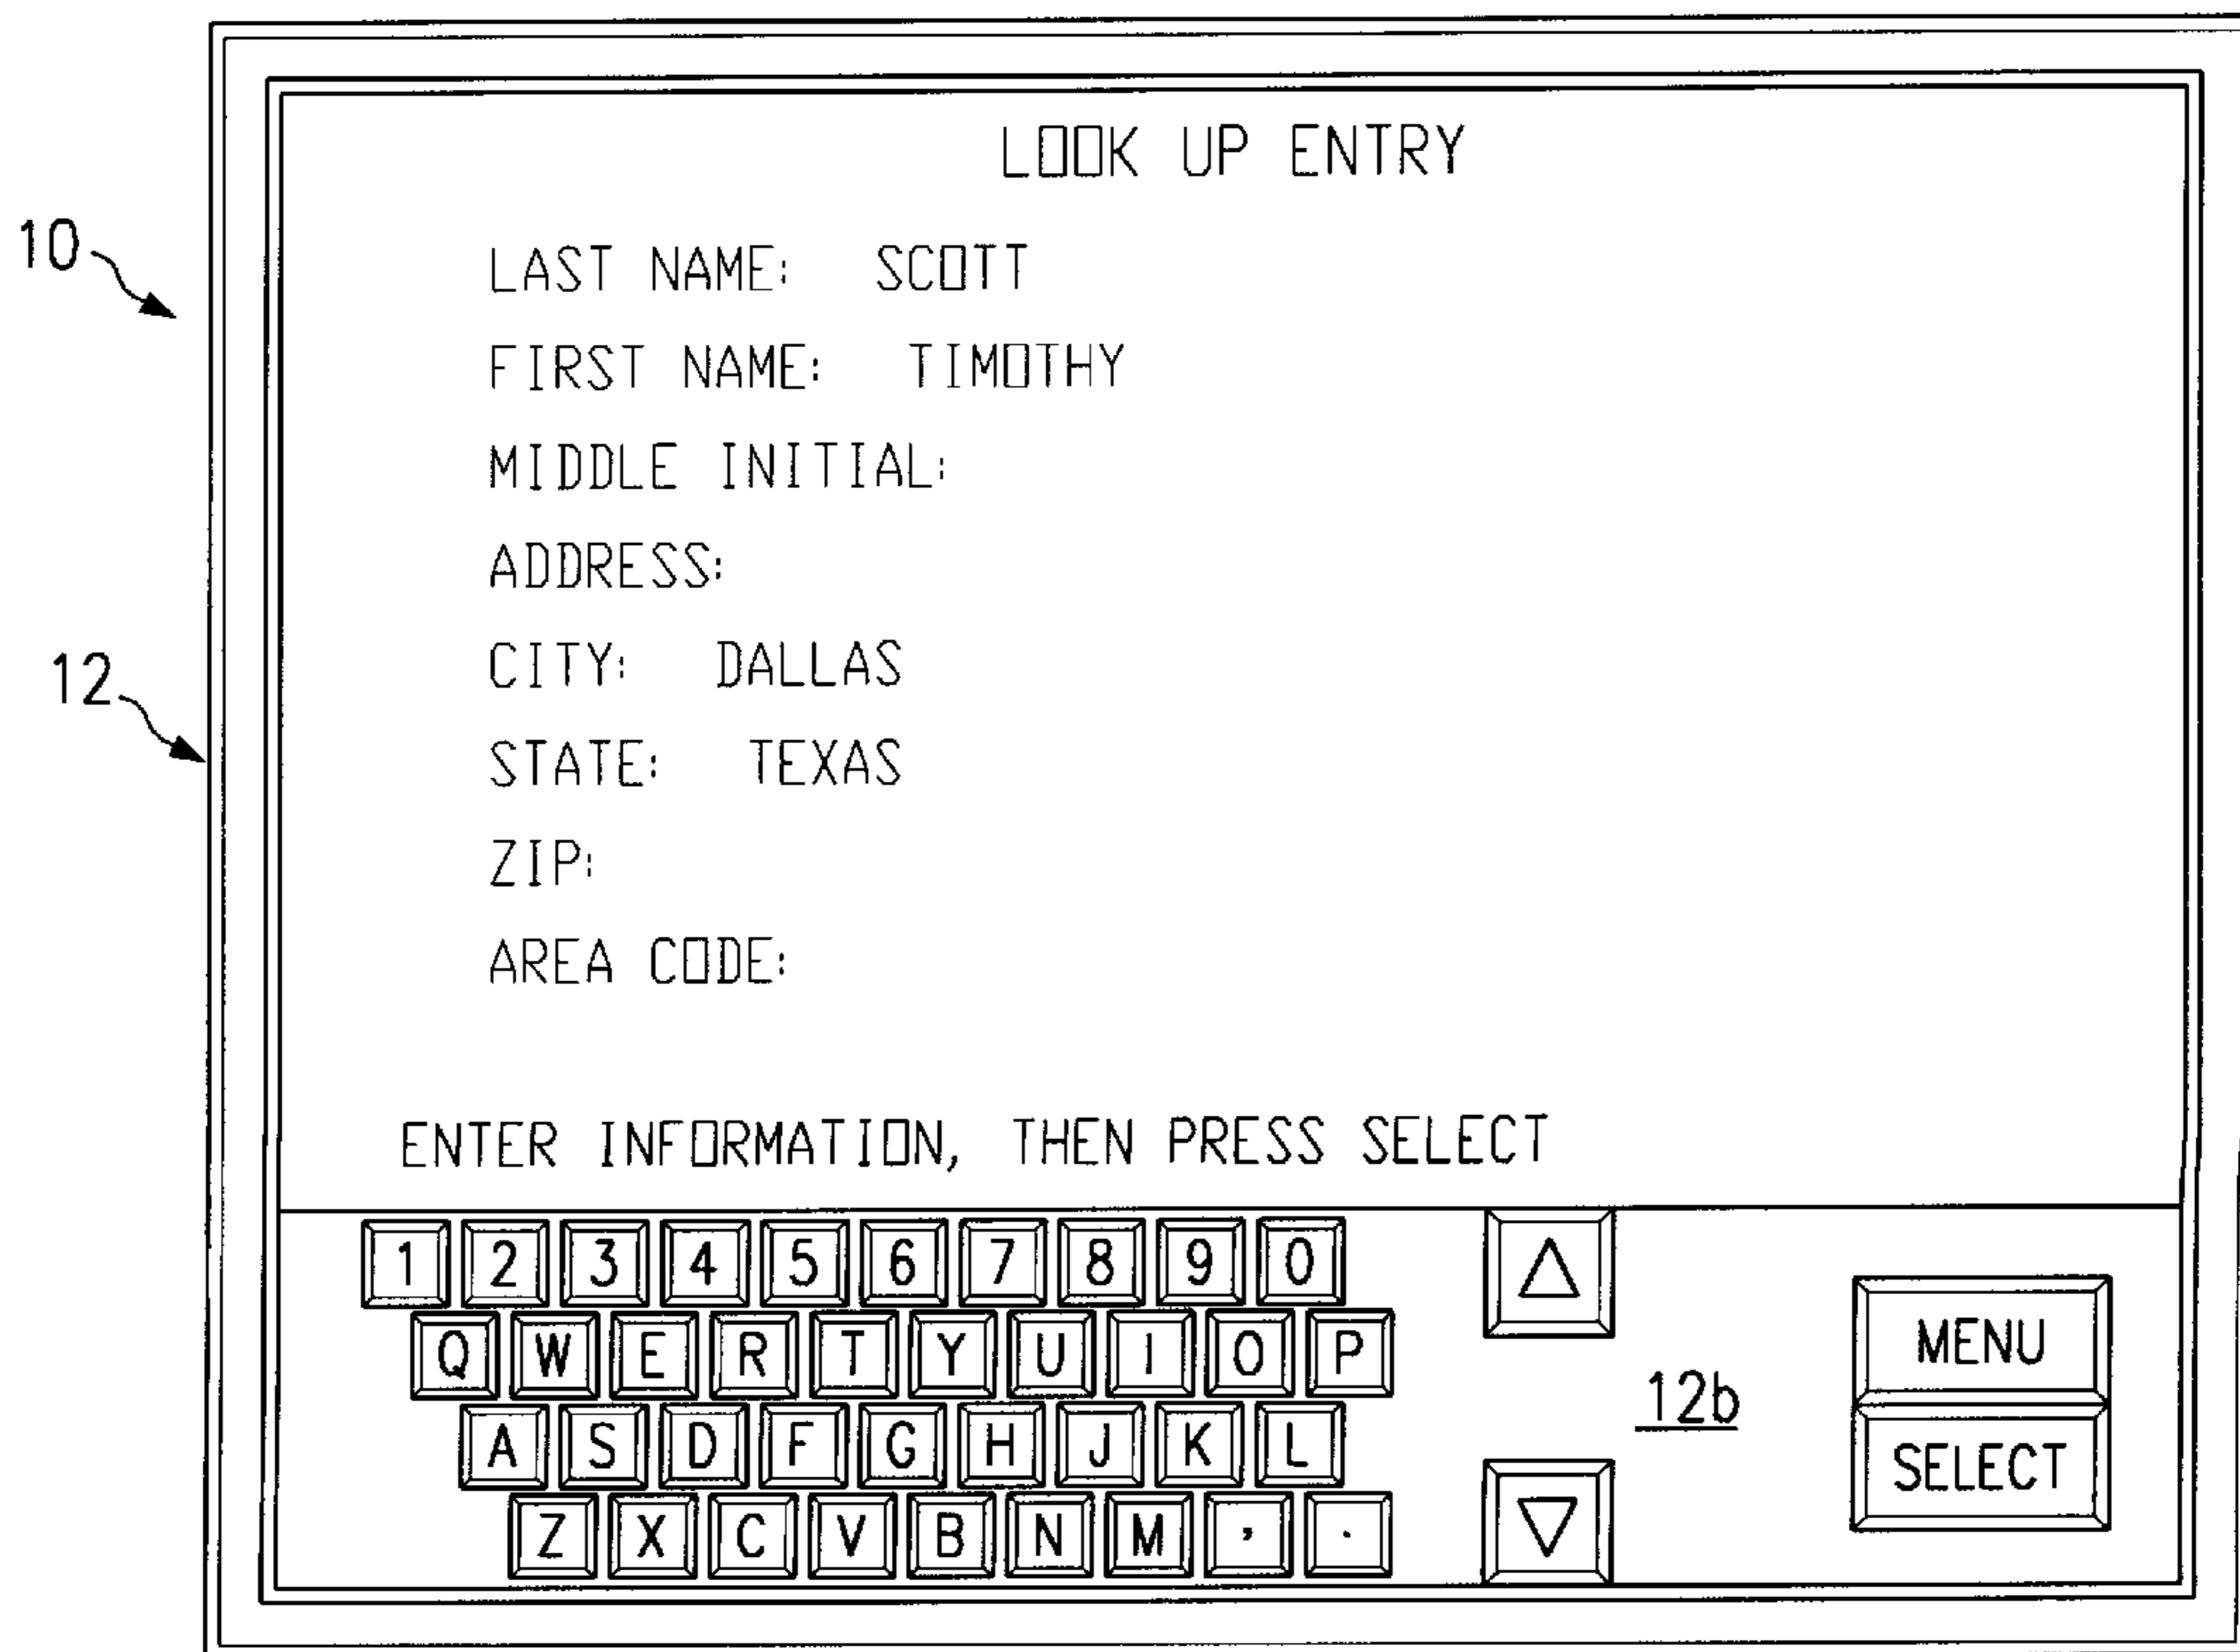 LOOK UP ENTRY
10
LAST NAME: SCOTT
FIRST NAME: TIMOTHY
MIDDLE INITIAL:
ADDRESS:
12
CITY: DALLAS
STATE: TEXAS
ZIP:
AREA CODE:
ENTER INFORMATION, THEN PRESS SELECT
1 2 3 4 5 6 7 8 9 0
Q W E R T Y U I O P
A S D F G H J K L
Z X C V B N M , .
12b
MENU
SELECT